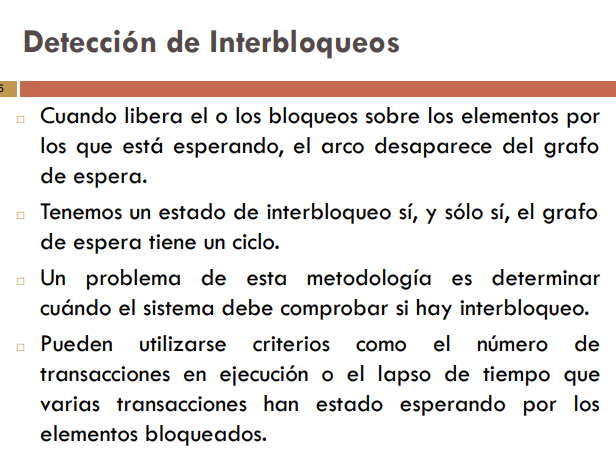 Detección de Interbloqueos
Cuando libera el o los bloqueos sobre los elementos por
los que está esperando, el arco desaparece del grafo
de espera.
Tenemos un estado de interbloqueo sí, y sólo sí, el grafo
de espera tiene un ciclo.
Un problema de esta metodología es determinar
cuándo el sistema debe comprobar si hay interbloqueo.
Pueden utilizarse criterios como el número de
transacciones en ejecución o el lapso de tiempo que
varias transacciones han estado esperando por los
elementos bloqueados.